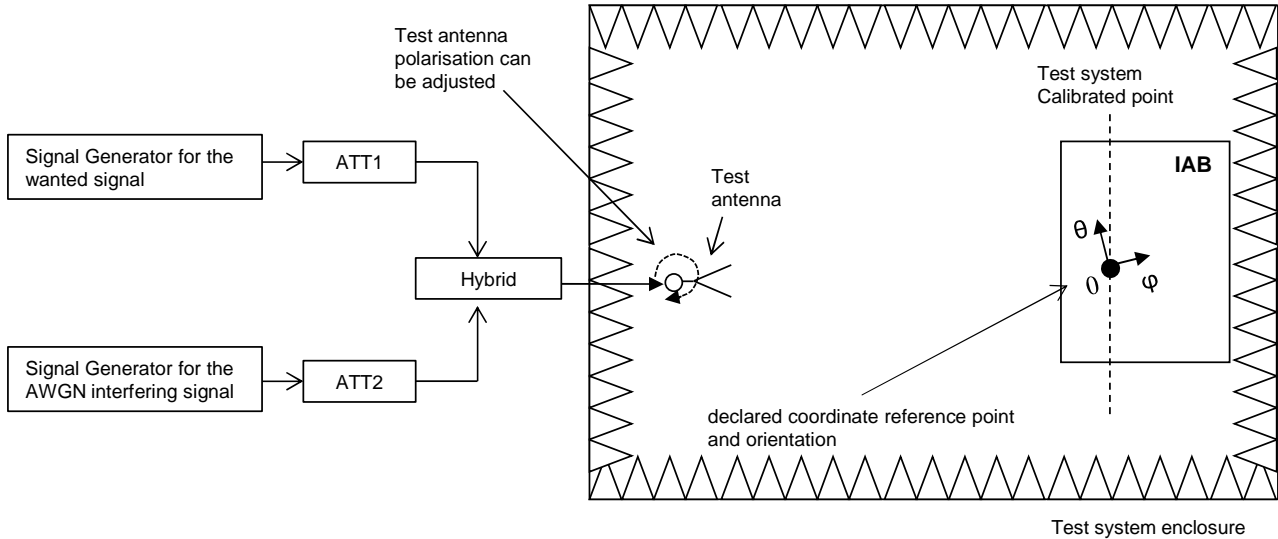 Test antenna
polarisation can
be adjusted
Test system
Calibrated point
Signal Generator for the
wanted signal
ATT1
IAB
Test
antenna
θ
Hybrid
0
φ
Signal Generator for the
AWGN interfering signal
ATT2
declared coordinate reference point
and orientation
Test system enclosure